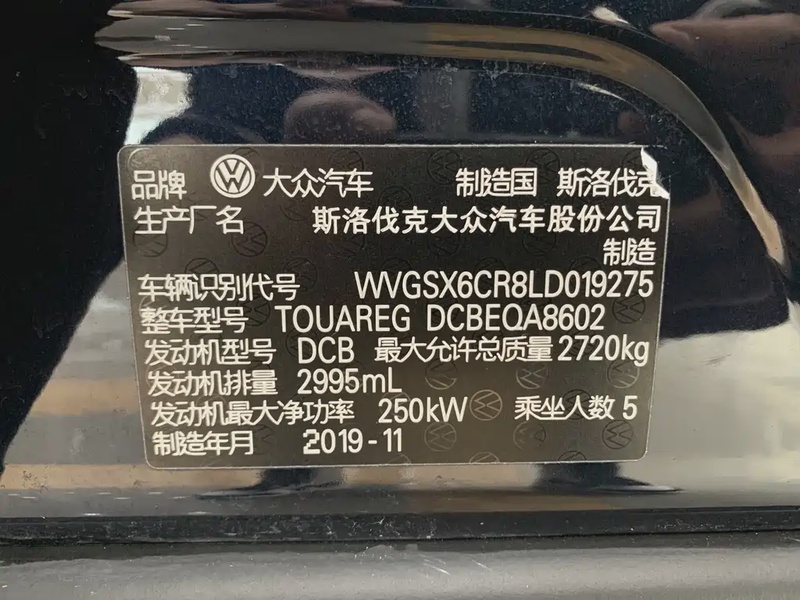 品牌 大众汽车 制造国 斯洛伐克
生产厂名 斯洛伐克大众汽车股份公司
制造
车辆识别代号 WVGSX6CR8LD019275
整车型号 TOUAREG DCBEQA8602
发动机型号 DCB 最大允许总质量 2720kg
发动机排量 2995mL
发动机最大净功率 250kW 乘坐人数 5
制造年月 2019-11